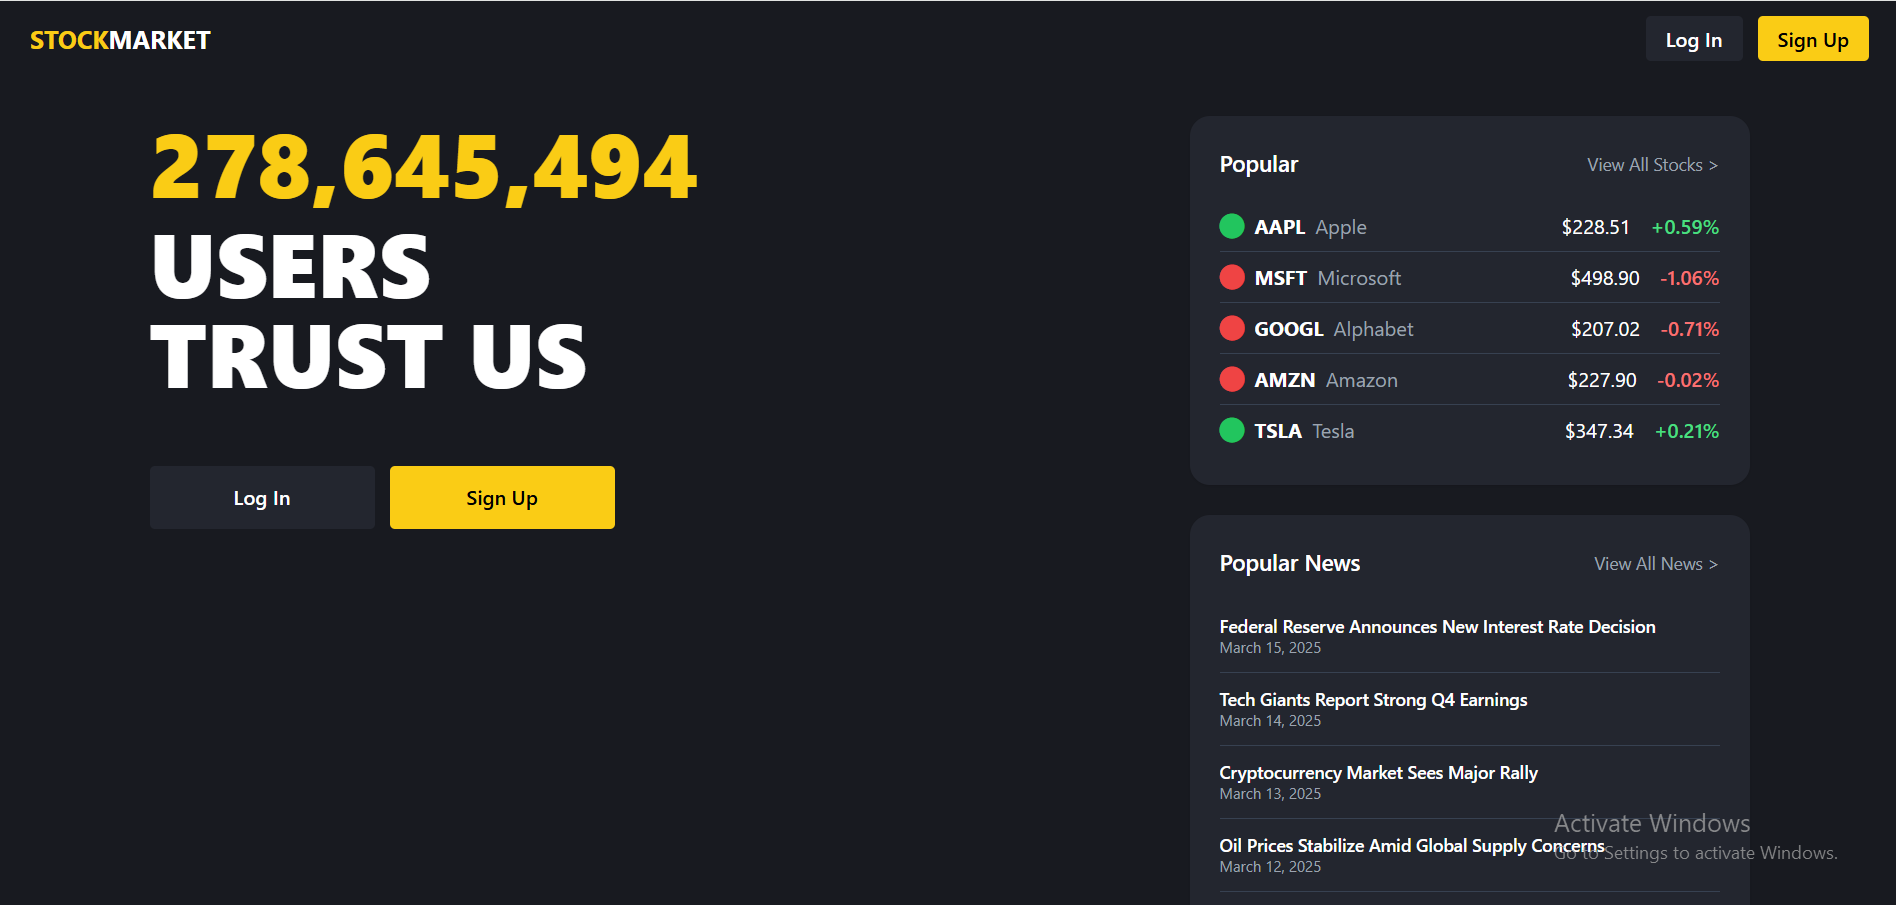 STOCKMARKET
Log In
Sign Up
278,645,494
USERS
TRUST US
Log In
Sign Up
Popular
View All Stocks >
AAPL Apple $228.51 +0.59%
MSFT Microsoft $498.90 -1.06%
GOOGL Alphabet $207.02 -0.71%
AMZN Amazon $227.90 -0.02%
TSLA Tesla $347.34 +0.21%
Popular News
View All News >
Federal Reserve Announces New Interest Rate Decision
March 15, 2025
Tech Giants Report Strong Q4 Earnings
March 14, 2025
Cryptocurrency Market Sees Major Rally
March 13, 2025
Oil Prices Stabilize Amid Global Supply Concerns
March 12, 2025
Activate Windows
Go to Settings to activate Windows.